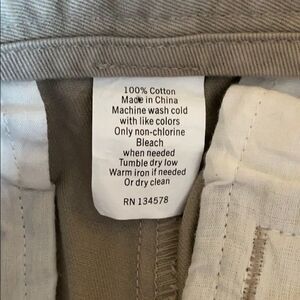 100% Cotton
Made in China
Machine wash cold
with like colors
Only non-chlorine
Bleach
when needed
Tumble dry low
Warm iron if needed
Or dry clean
RN 134578